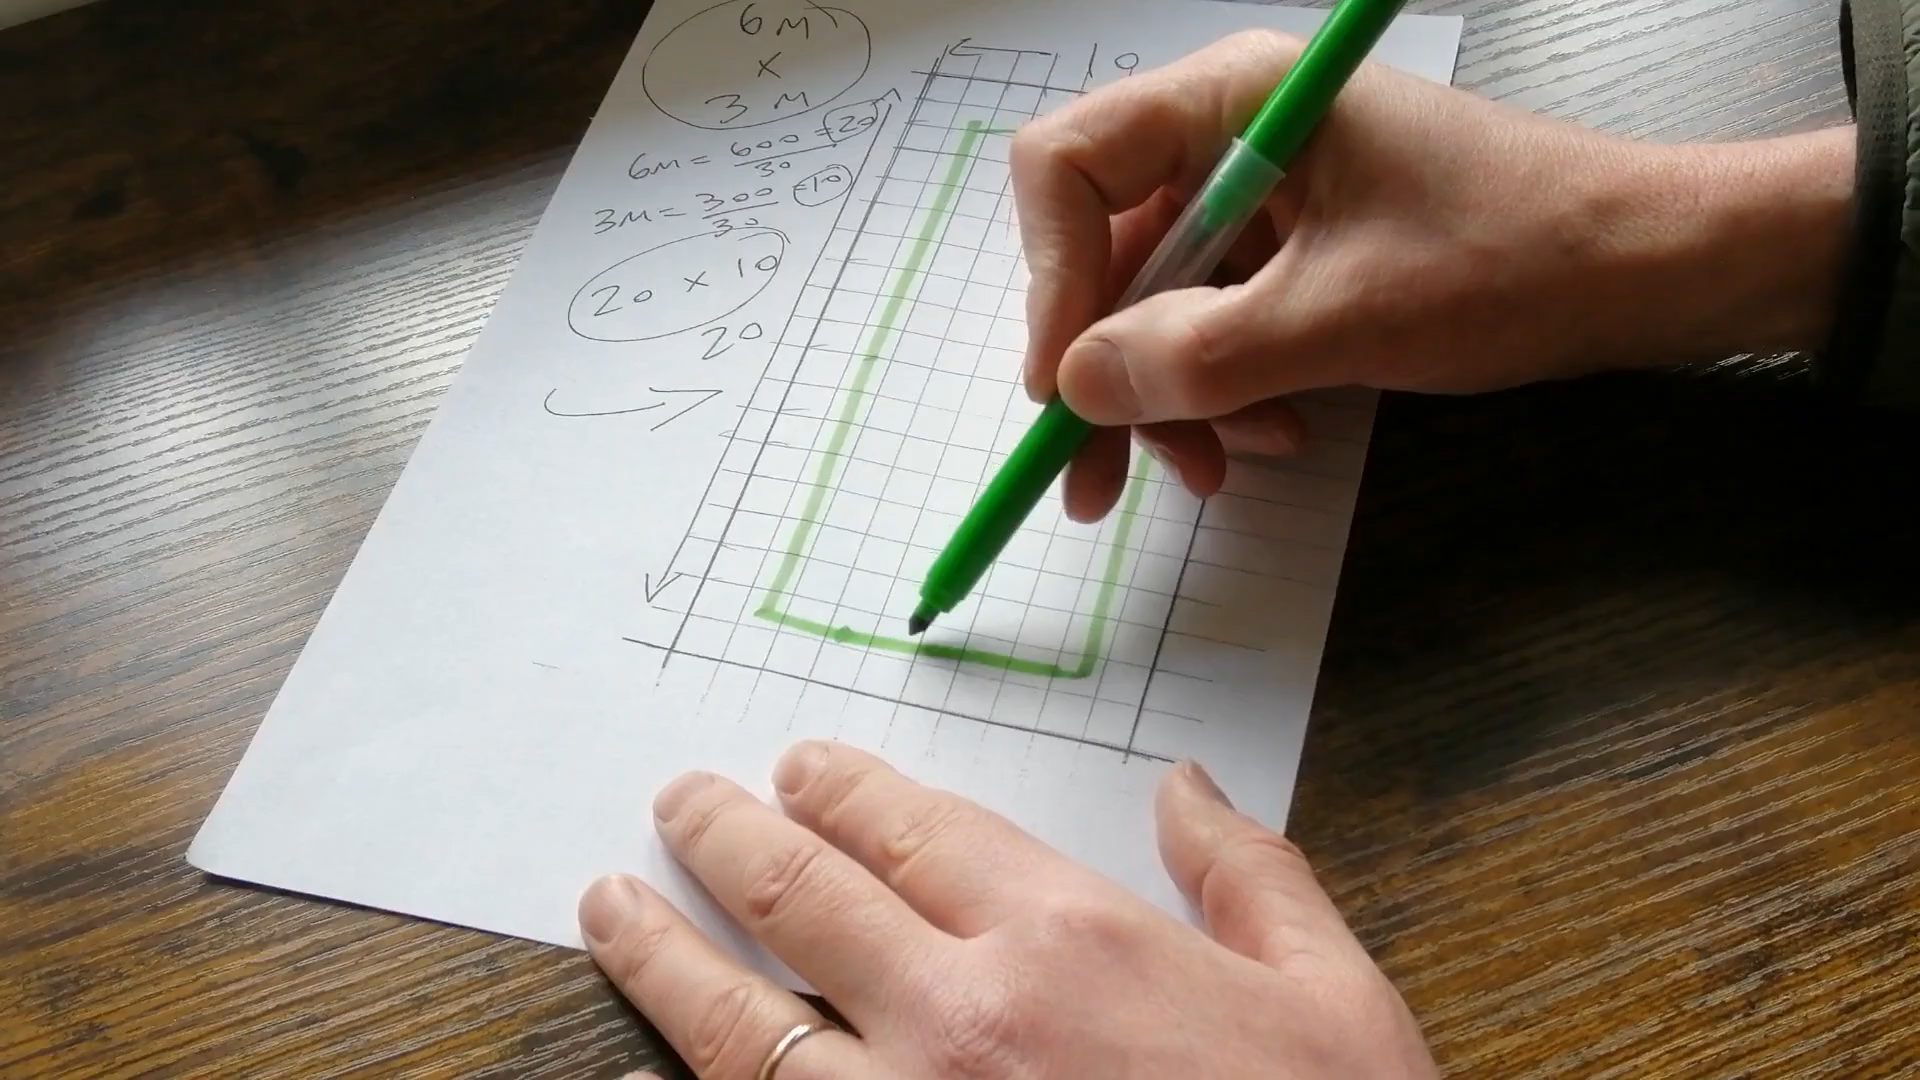 6M
x
3M
6M = 600/30 = 20
3M = 300/30 = 10
20 x 10
20
10